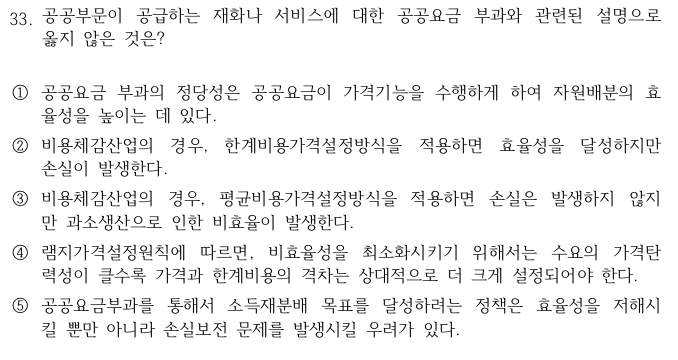 33. 공공부문이 공급하는 재화나 서비스에 대한 공공요금 부과와 관련된 설명으로
옳지 않은 것은?
① 공공요금 부과의 정당성은 공공요금이 가격기능을 수행하게 하여 자원배분의 효
율성을 높이는 데 있다.
② 비용체감산업의 경우, 한계비용가격설정방식을 적용하면 효율성을 달성하지만
손실이 발생한다.
③ 비용체감산업의 경우, 평균비용가격설정방식을 적용하면 손실은 발생하지 않지
만 과소생산으로 인한 비효율이 발생한다.
④ 램지가격설정원칙에 따르면, 비효율성을 최소화시키기 위해서는 수요의 가격탄
력성이 클수록 가격과 한계비용의 격차는 상대적으로 더 크게 설정되어야 한다.
⑤ 공공요금부과를 통해서 소득재분배 목표를 달성하려는 정책은 효율성을 저해시
킬 뿐만 아니라 손실보전 문제를 발생시킬 우려가 있다.